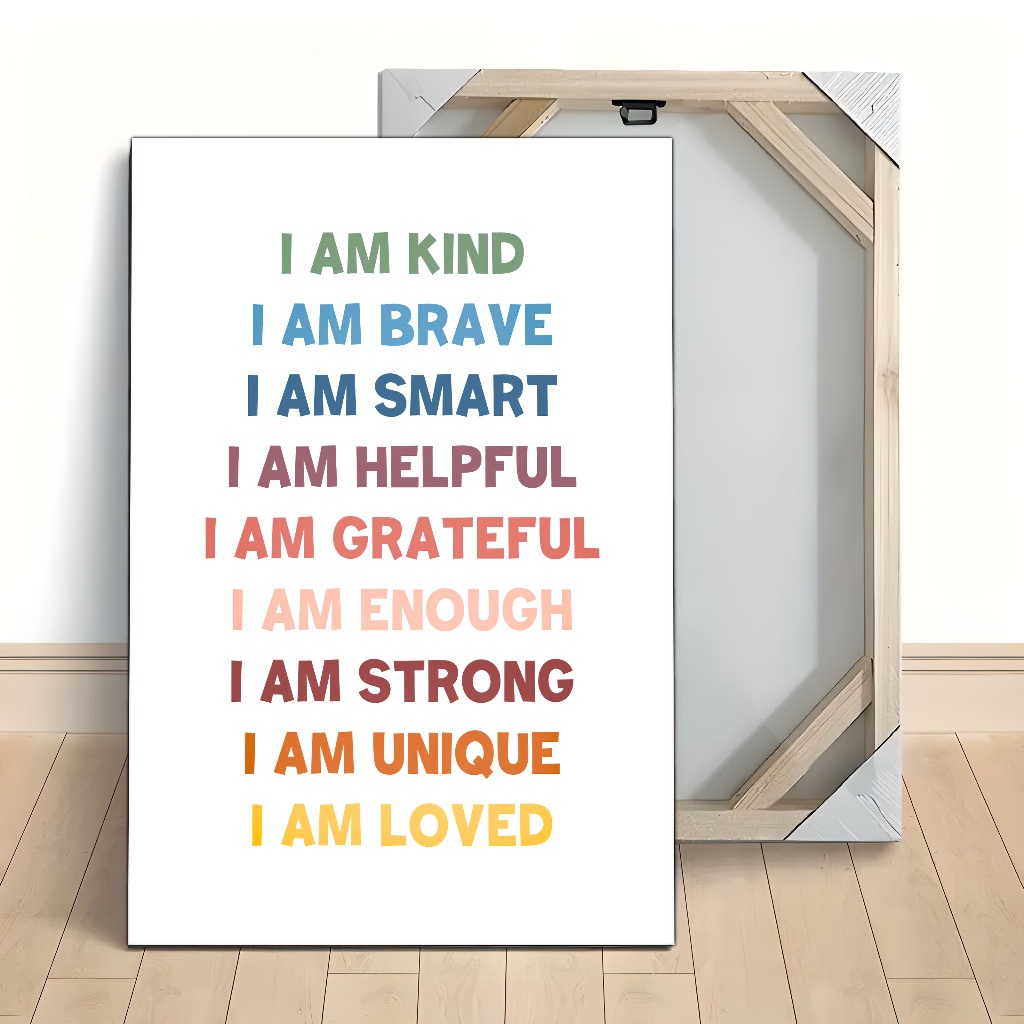 I AM KIND
I AM BRAVE
I AM SMART
I AM HELPFUL
I AM GRATEFUL
I AM ENOUGH
I AM STRONG
I AM UNIQUE
I AM LOVED